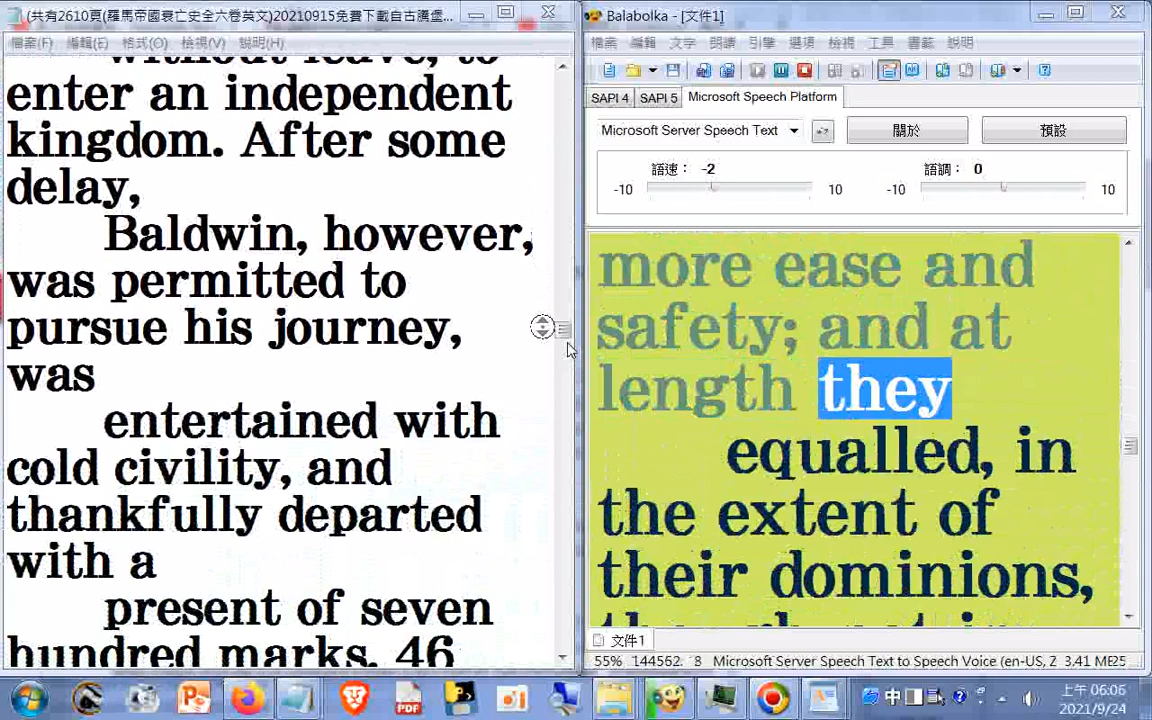 (共有2610頁(羅馬帝國衰亡史全六卷英文)20210915免費下載自古騰堡...
檔案(F) 編輯(E) 格式(O) 檢視(V) 說明(H)
without leave, to
enter an independent
kingdom. After some
delay,
Baldwin, however,
was permitted to
pursue his journey,
was
entertained with
cold civility, and
thankfully departed
with a
present of seven
hundred marks. 46
Balabolka - [文件1]
檔案 編輯 文字 朗讀 引擎 選項 檢視 工具 書籤 說明
SAPI 4 SAPI 5 Microsoft Speech Platform
Microsoft Server Speech Text 關於 預設
語速： -2 語調： 0
-10 10 -10 10
more ease and
safety; and at
length they
equalled, in
the extent of
their dominions,
文件1
55% 144562. 8 Microsoft Server Speech Text to Speech Voice (en-US, Z 3,41 ME25
中 上午 06:06
2021/9/24